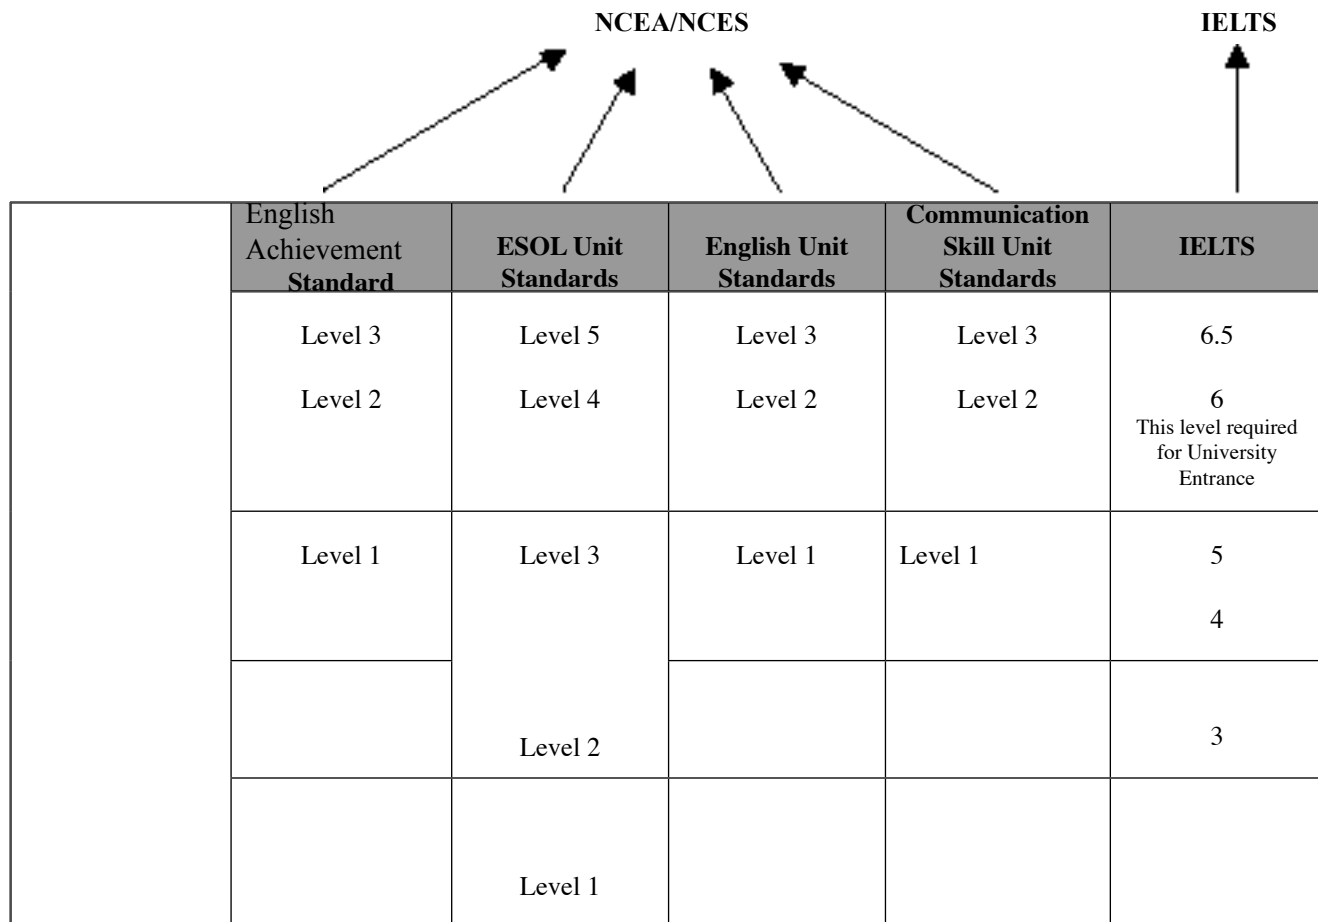 NCEA/NCES IELTS
English
Achievement
Standard
ESOL Unit
Standards
English Unit
Standards
Communication
Skill Unit
Standards
IELTS
Level 3 Level 5 Level 3 Level 3 6.5
Level 2 Level 4 Level 2 Level 2 6
This level required
for University
Entrance
Level 1 Level 3 Level 1 Level 1 5
4
Level 2 3
Level 1